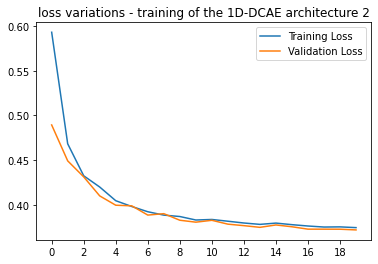 loss variations - training of the 1D-DCAE architecture 2
0.60
0.55
0.50
0.45
0.40
Training Loss
Validation Loss
0 2 4 6 8 10 12 14 16 18